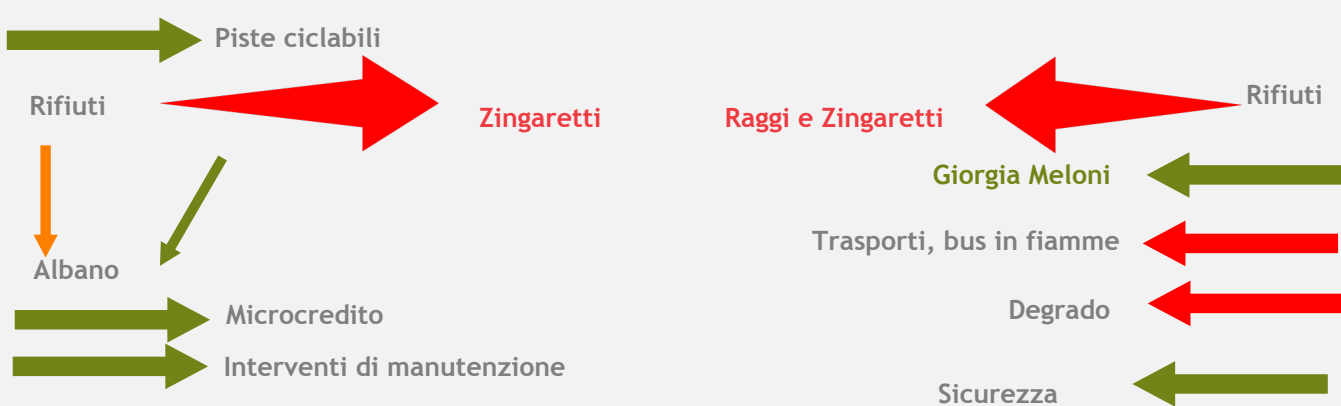 Piste ciclabili
Rifiuti
Zingaretti
Albano
Microcredito
Interventi di manutenzione
Raggi e Zingaretti
Rifiuti
Giorgia Meloni
Trasporti, bus in fiamme
Degrado
Sicurezza